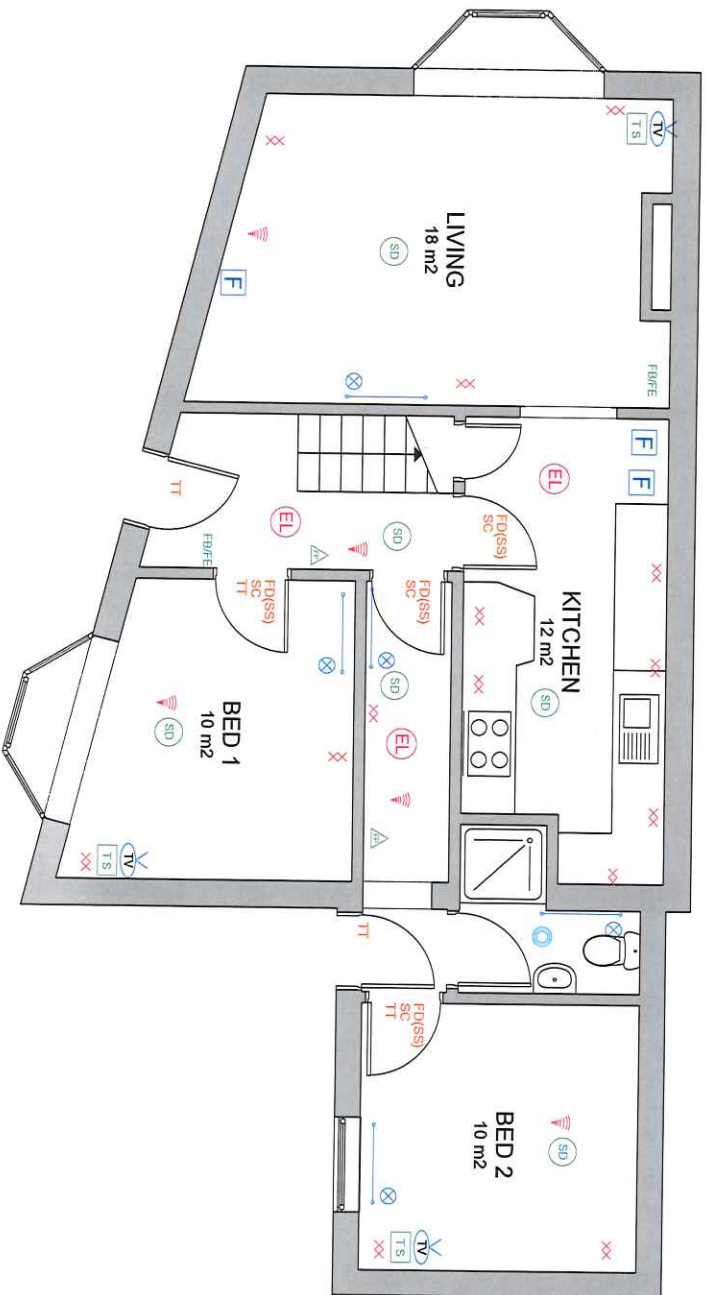 TV
TS
LIVING
18 m2
SD
F
FB/FE
F
F
EL
FD(SS)
SC
KITCHEN
12 m2
SD
TT
EL
SD
FB/FE
FD(SS)
SC
TT
FD(SS)
SC
SD
EL
BED 1
10 m2
SD
TV
TS
TT
FD(SS)
SC
TT
BED 2
10 m2
SD
TV
TS